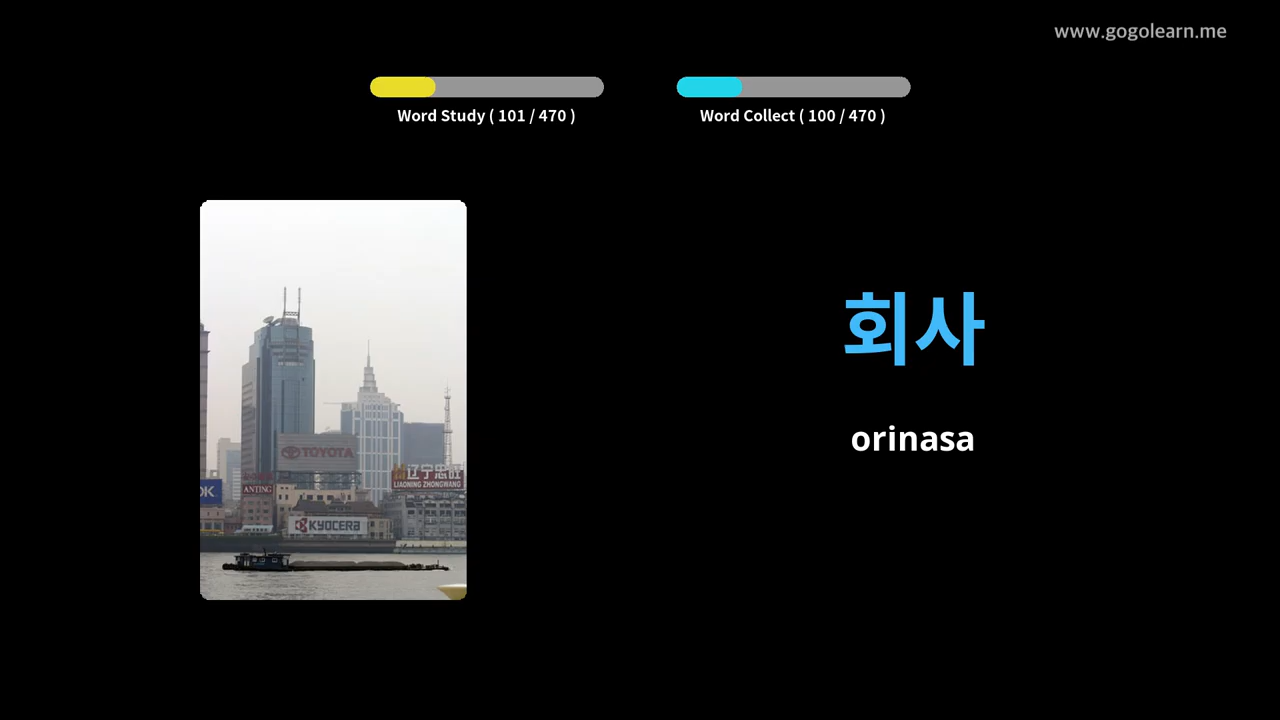 www.gogolearn.me
Word Study ( 101 / 470 )
Word Collect ( 100 / 470 )
회사
orinasa
TOYOTA
辽宁忠旺
LIAONING ZHONGWANG
OK
ANTING
KYOCERA